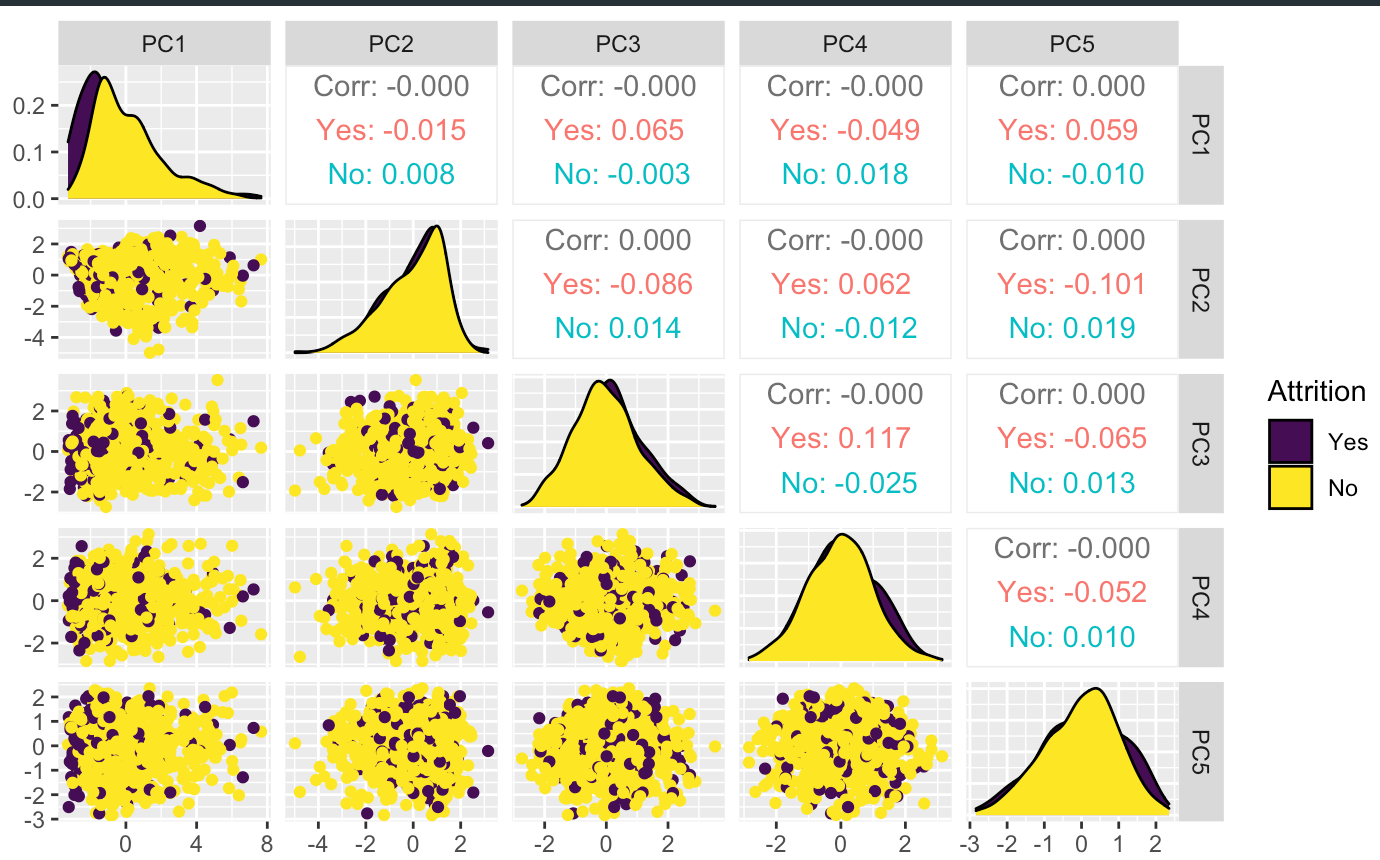 PC1 PC2 PC3 PC4 PC5
0.2
0.1
0.0
Corr: -0.000
Yes: -0.015
No: 0.008
Corr: -0.000
Yes: 0.065
No: -0.003
Corr: -0.000
Yes: -0.049
No: 0.018
Corr: 0.000
Yes: 0.059
No: -0.010
PC1
2
0
-2
-4
Corr: 0.000
Yes: -0.086
No: 0.014
Corr: -0.000
Yes: 0.062
No: -0.012
Corr: 0.000
Yes: -0.101
No: 0.019
PC2
2
0
-2
Corr: -0.000
Yes: 0.117
No: -0.025
Corr: 0.000
Yes: -0.065
No: 0.013
PC3
2
0
-2
Corr: -0.000
Yes: -0.052
No: 0.010
PC4
2
1
0
-1
-2
-3
PC5
0 4 8
-4 -2 0 2
-2 0 2
-2 0 2
-3 -2 -1 0 1 2
Attrition
Yes
No